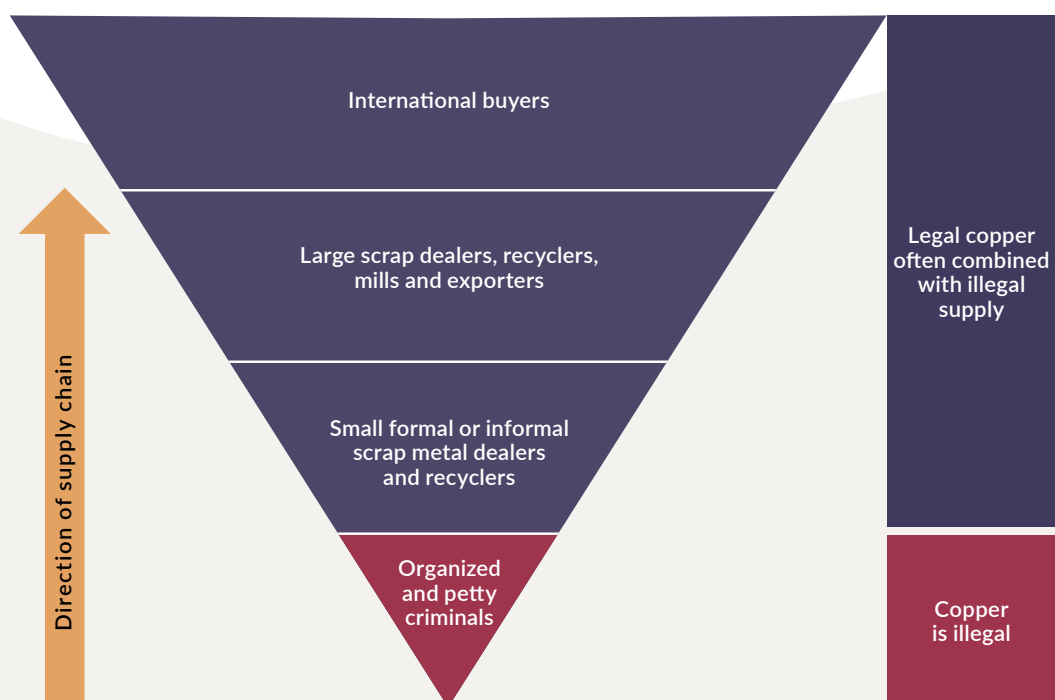 International buyers
Large scrap dealers, recyclers,
mills and exporters
Small formal or informal
scrap metal dealers
and recyclers
Organized
and petty
criminals
Direction of supply chain
Legal copper
often combined
with illegal
supply
Copper
is illegal